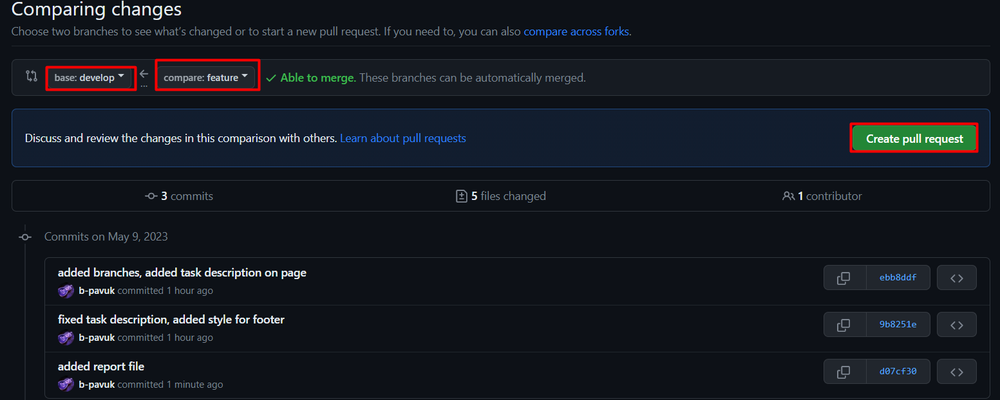 Comparing changes
Choose two branches to see what's changed or to start a new pull request. If you need to, you can also compare across forks.
base: develop ... compare: feature Able to merge. These branches can be automatically merged.
Discuss and review the changes in this comparison with others. Learn about pull requests Create pull request
3 commits 5 files changed 1 contributor
Commits on May 9, 2023
added branches, added task description on page
b-pavuk committed 1 hour ago ebb8ddf
fixed task description, added style for footer
b-pavuk committed 1 hour ago 9b8251e
added report file
b-pavuk committed 1 minute ago d07cf30